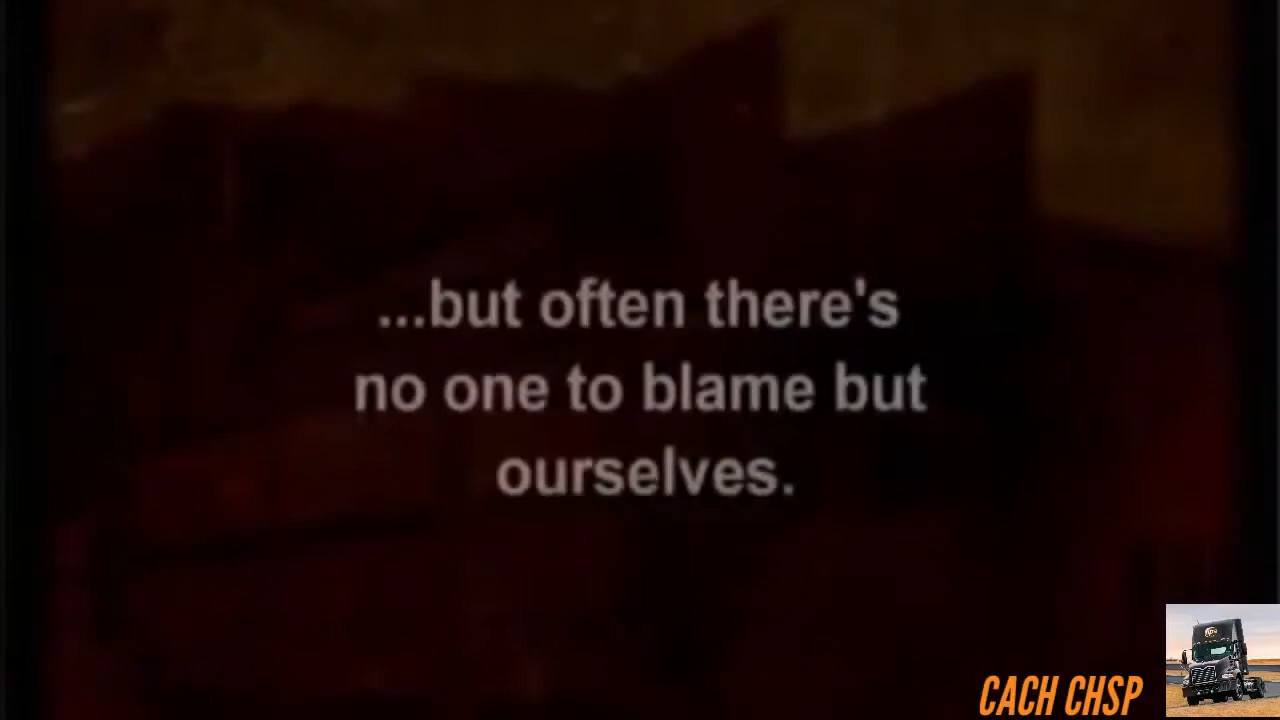 ...but often there's
no one to blame but
ourselves.
CACH CHSP